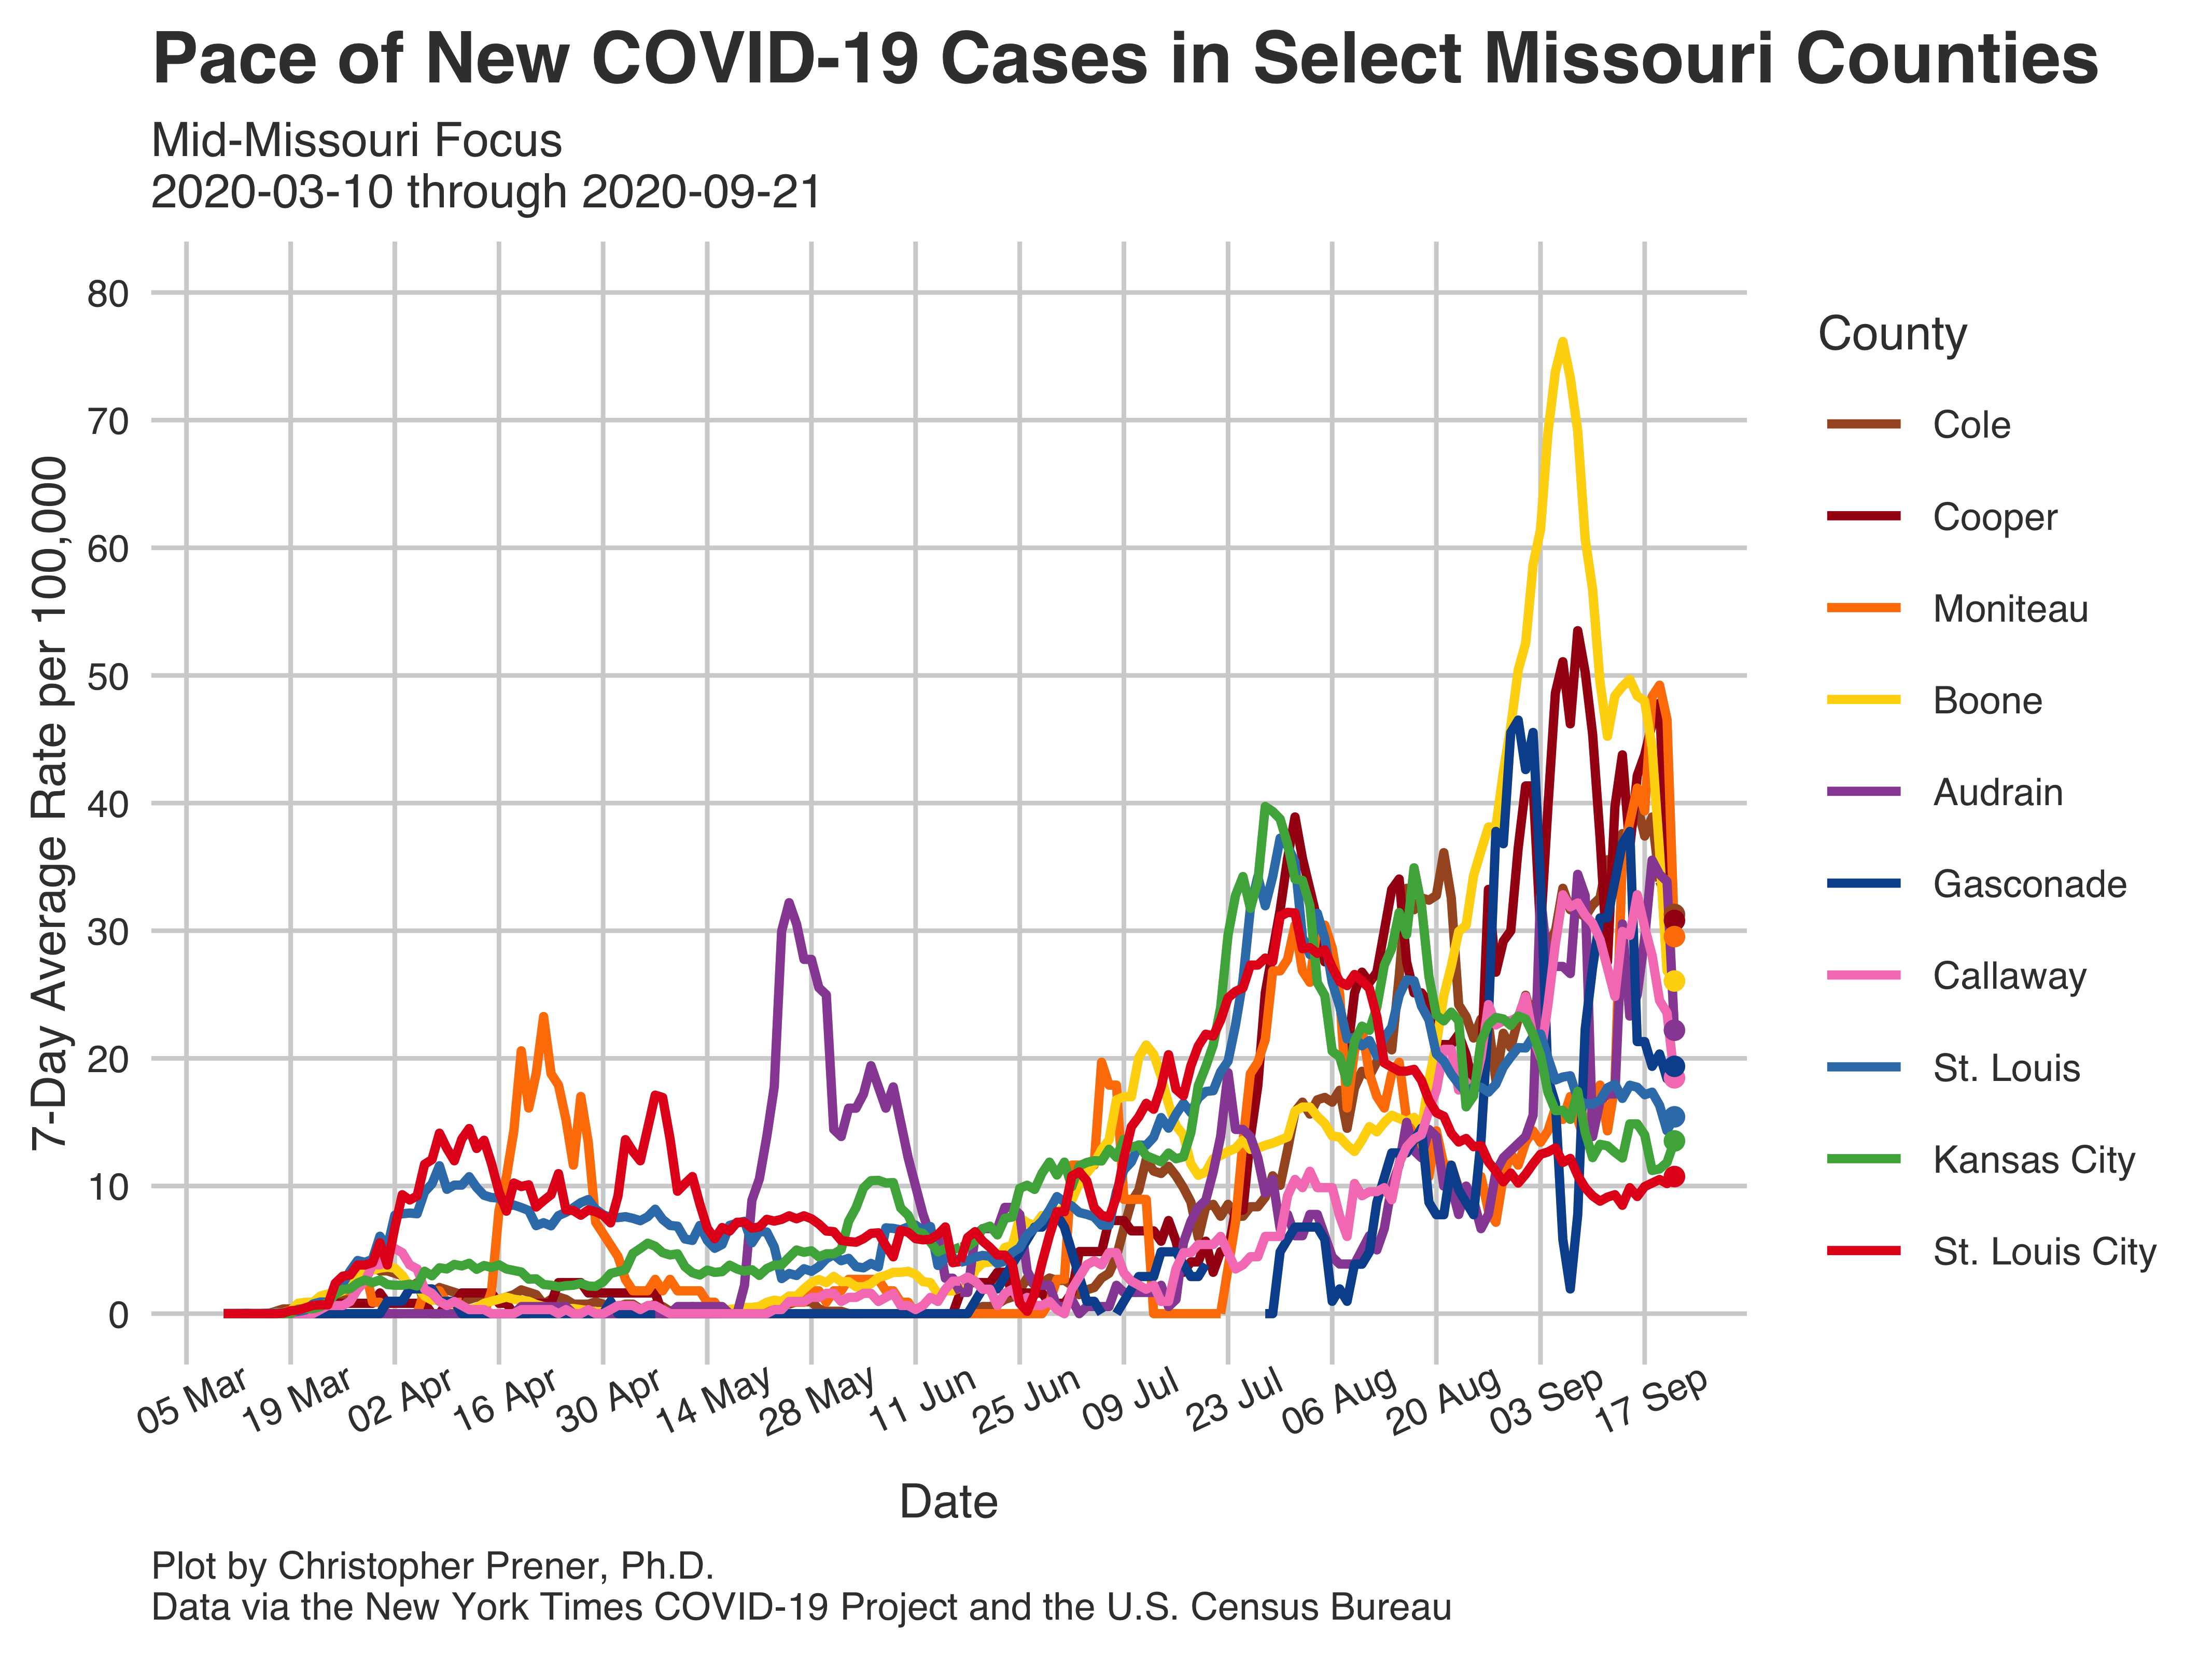 Pace of New COVID-19 Cases in Select Missouri Counties
Mid-Missouri Focus
2020-03-10 through 2020-09-21
7-Day Average Rate per 100,000
80
70
60
50
40
30
20
10
0
05 Mar
19 Mar
02 Apr
16 Apr
30 Apr
14 May
28 May
11 Jun
25 Jun
09 Jul
23 Jul
06 Aug
20 Aug
03 Sep
17 Sep
Date
County
Cole
Cooper
Moniteau
Boone
Audrain
Gasconade
Callaway
St. Louis
Kansas City
St. Louis City
Plot by Christopher Prener, Ph.D.
Data via the New York Times COVID-19 Project and the U.S. Census Bureau